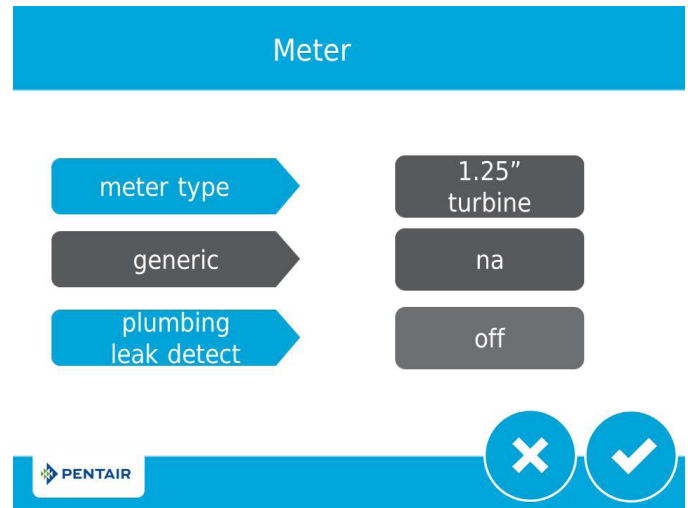 Meter
meter type
1.25”
turbine
generic
na
plumbing
leak detect
off
PENTAIR